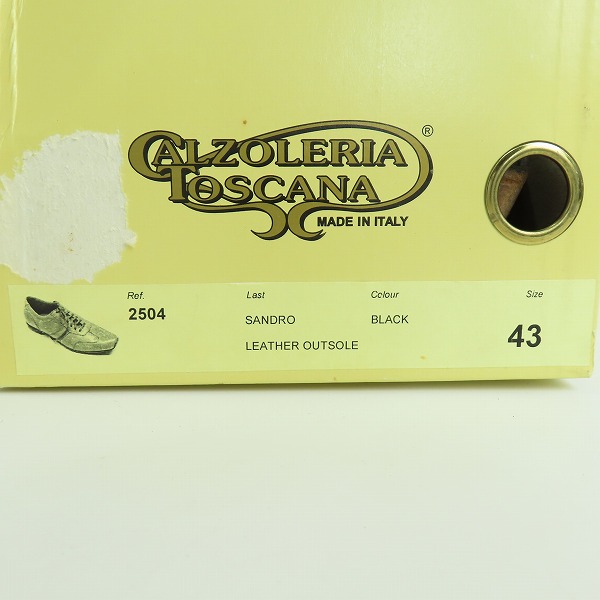 CALZOLERIA ®
TOSCANA
MADE IN ITALY
Ref. Last Colour Size
2504 SANDRO BLACK 43
LEATHER OUTSOLE